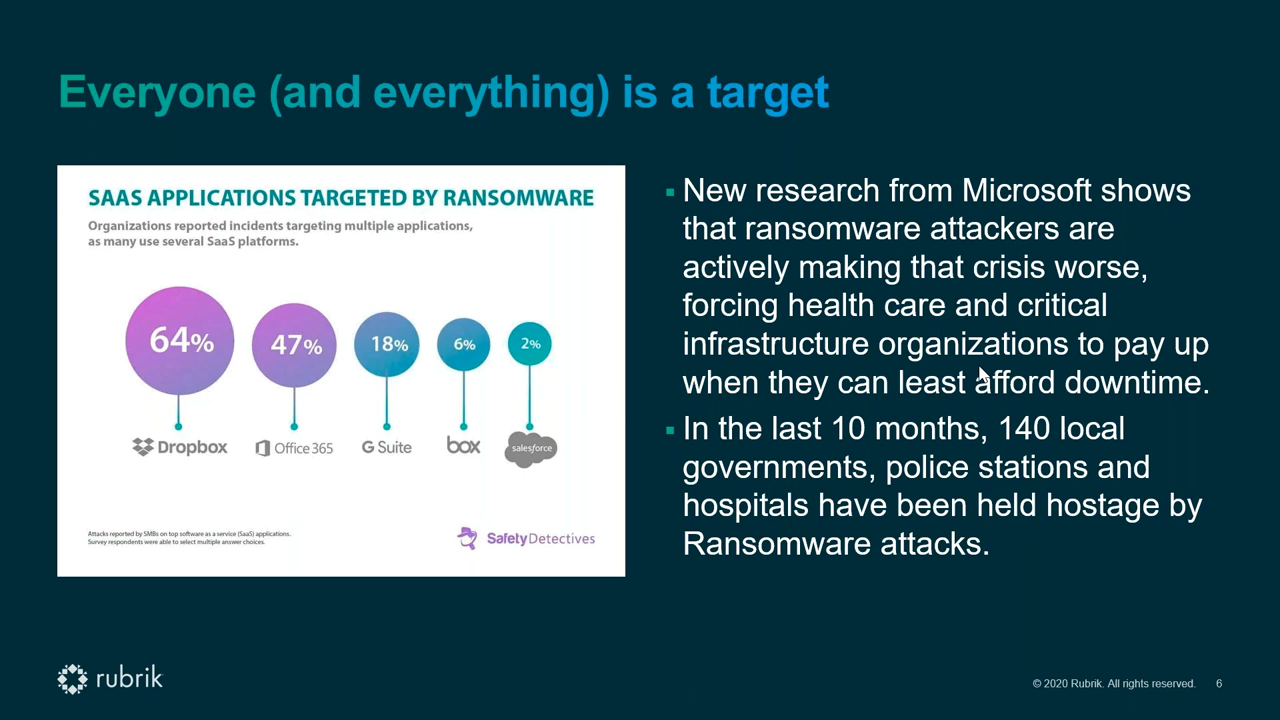 Everyone (and everything) is a target
SAAS APPLICATIONS TARGETED BY RANSOMWARE
Organizations reported incidents targeting multiple applications,
as many use several SaaS platforms.
64%
47%
18%
6%
2%
Dropbox
Office 365
G Suite
box
salesforce
Attacks reported by SMBs on top software as a service (SaaS) applications.
Survey respondents were able to select multiple answer choices.
SafetyDetectives
New research from Microsoft shows
that ransomware attackers are
actively making that crisis worse,
forcing health care and critical
infrastructure organizations to pay up
when they can least afford downtime.
In the last 10 months, 140 local
governments, police stations and
hospitals have been held hostage by
Ransomware attacks.
rubrik
© 2020 Rubrik. All rights reserved. 6